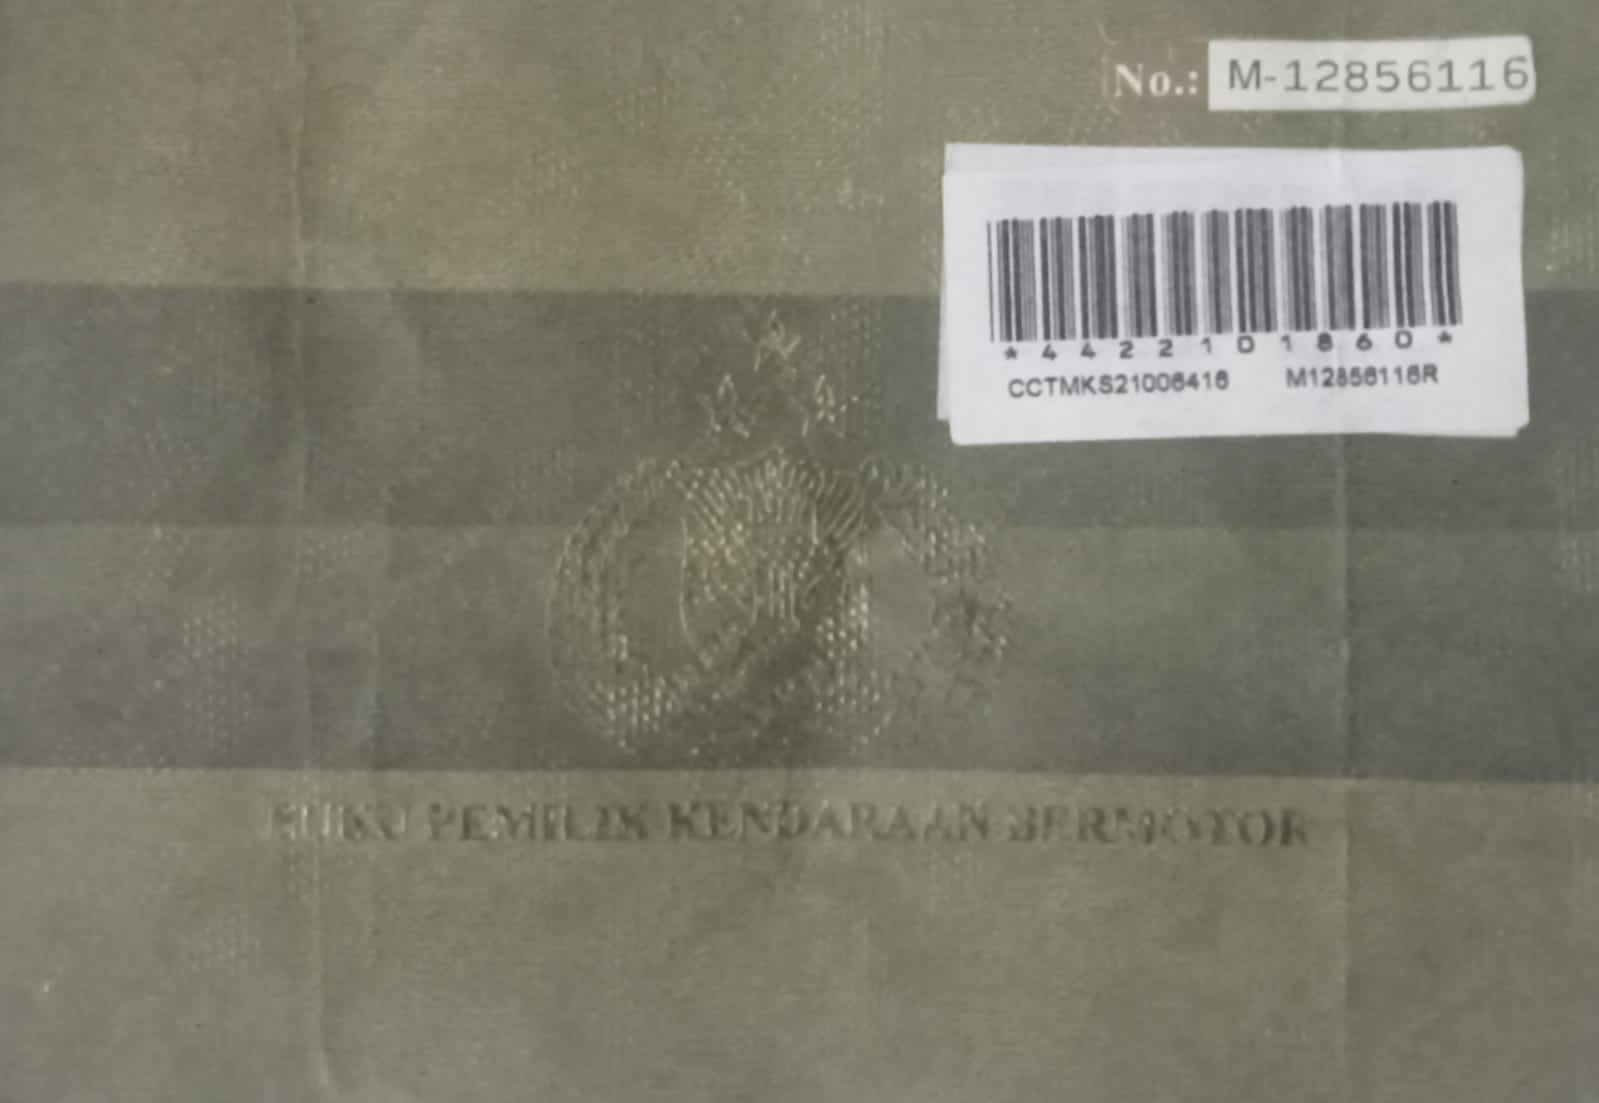 No.: M-12856116
*4422101860*
CCTMKS21006416 M12856116R
BUKU PEMILIK KENDARAAN BERMOTOR